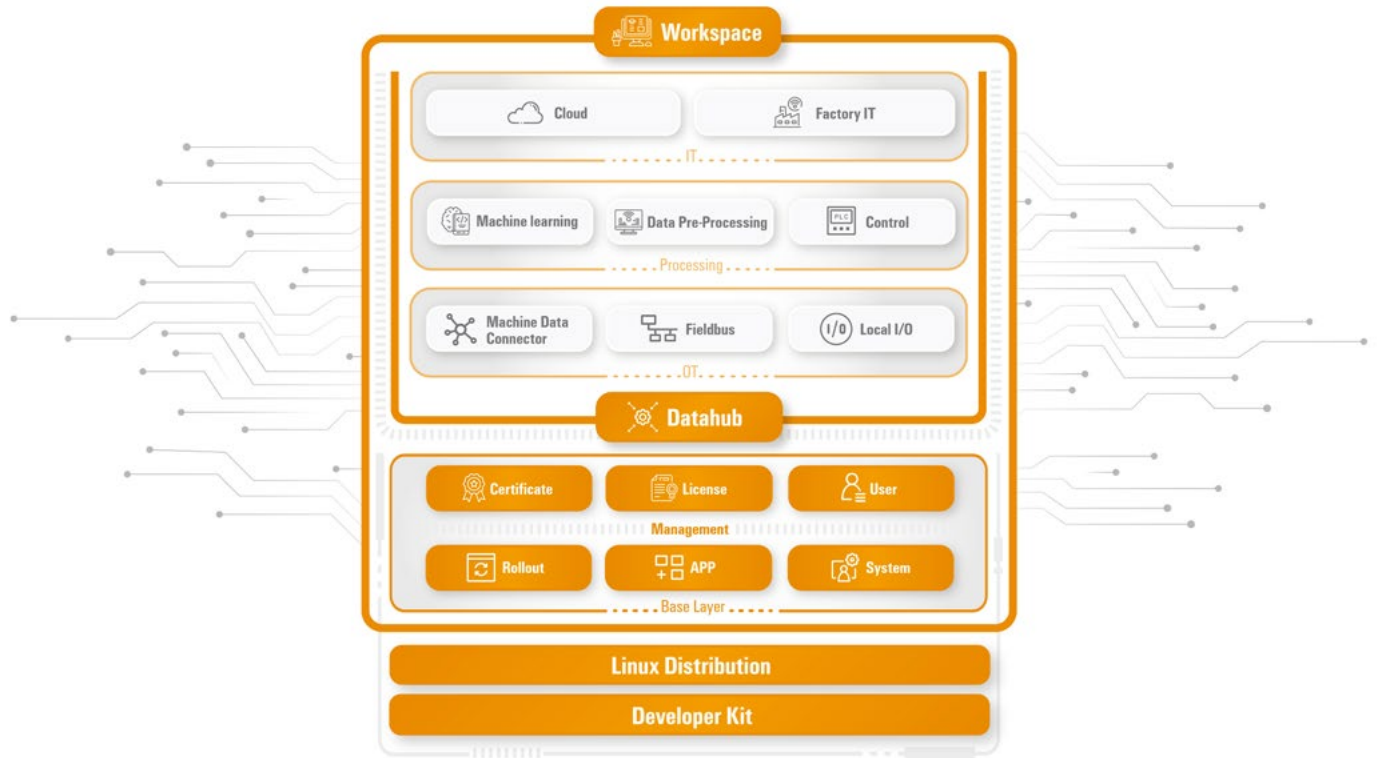 Workspace
Cloud
Factory IT
IT
Machine learning
Data Pre-Processing
PLC
Control
Processing
Machine Data
Connector
Fieldbus
I/O
Local I/O
OT
Datahub
Certificate
License
User
Management
Rollout
APP
System
Base Layer
Linux Distribution
Developer Kit